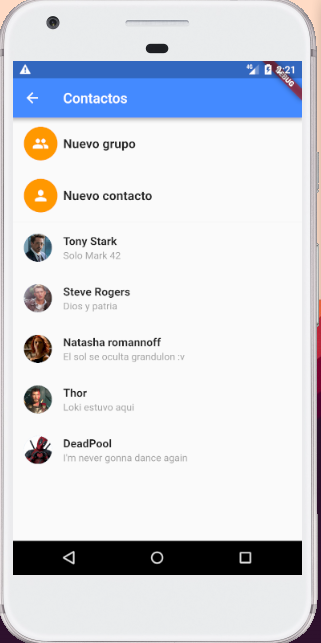 4G 3:21
DEBUG
Contactos
Nuevo grupo
Nuevo contacto
Tony Stark
Solo Mark 42
Steve Rogers
Dios y patria
Natasha romannoff
El sol se oculta grandulon :v
Thor
Loki estuvo aqui
DeadPool
I'm never gonna dance again